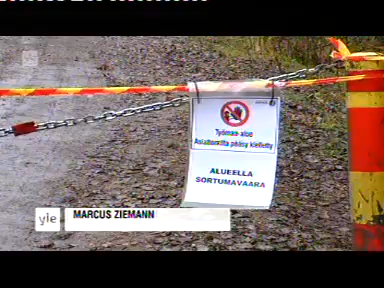 Työmaa-alue
Asiattomilta pääsy kielletty
ALUEELLA
SORTUMAVAARA
yle
MARCUS ZIEMANN